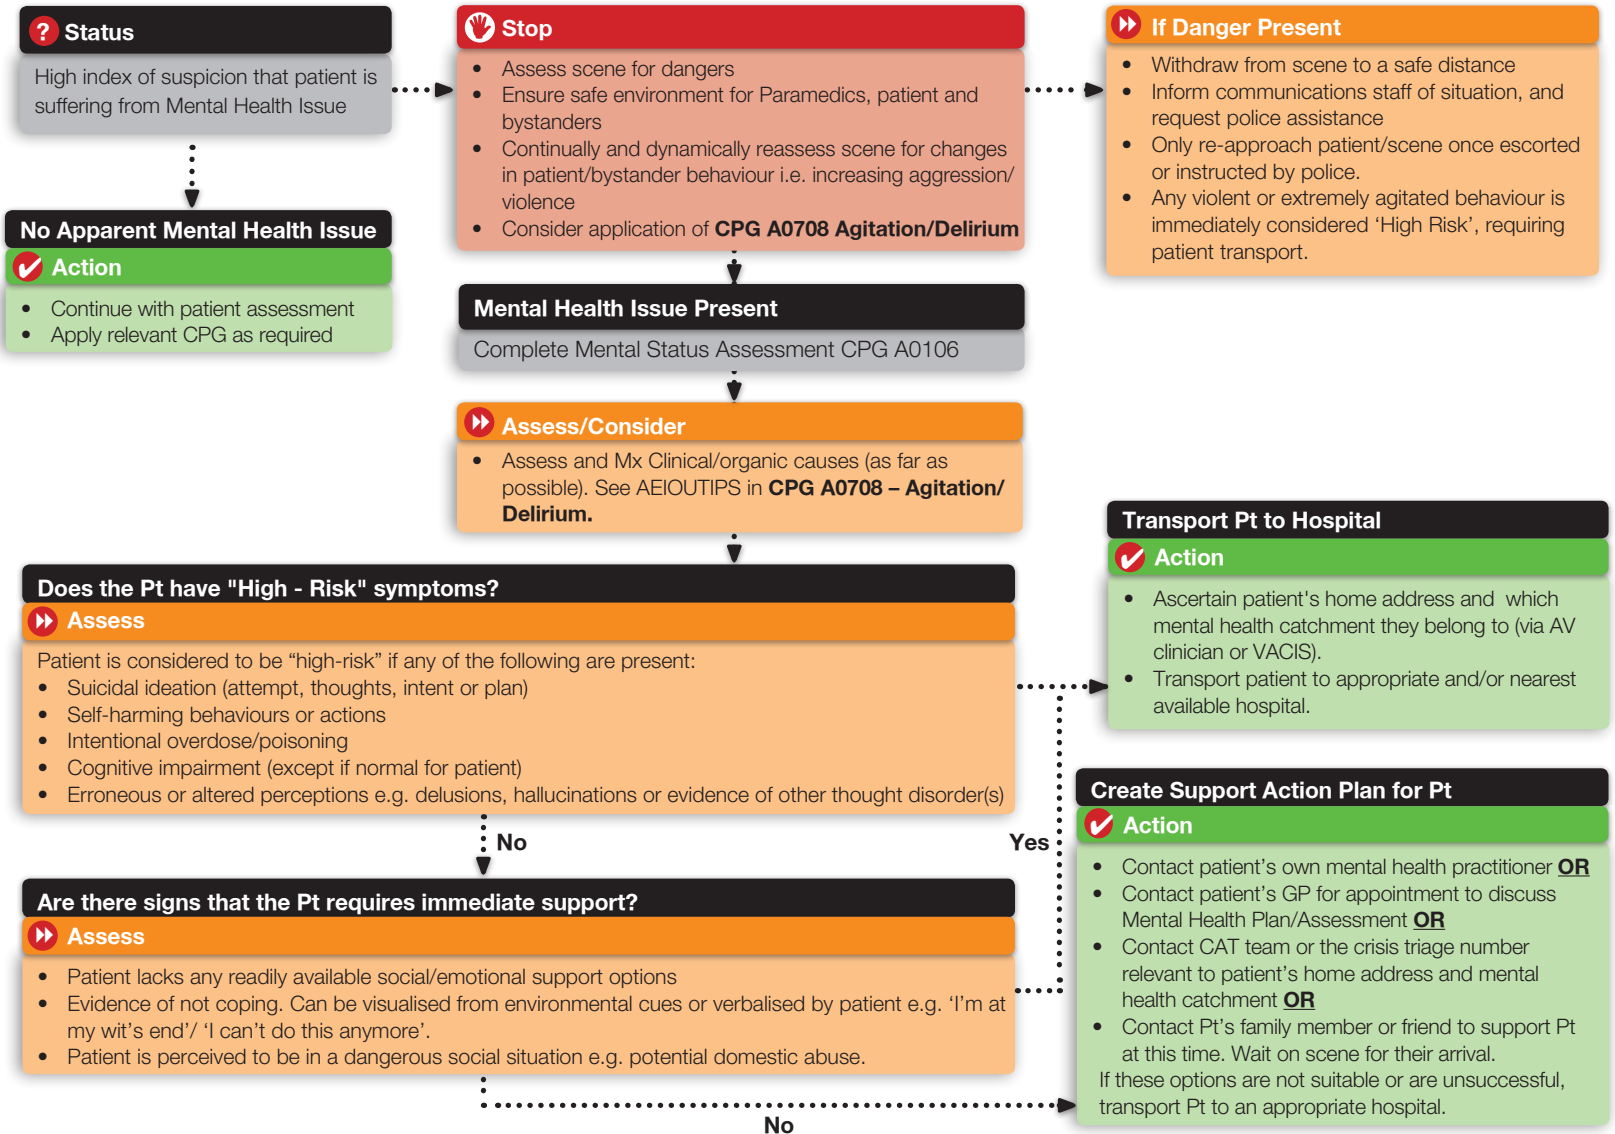 Status
High index of suspicion that patient is
suffering from Mental Health Issue
No Apparent Mental Health Issue
Action
• Continue with patient assessment
• Apply relevant CPG as required
Stop
• Assess scene for dangers
• Ensure safe environment for Paramedics, patient and
bystanders
• Continually and dynamically reassess scene for changes
in patient/bystander behaviour i.e. increasing aggression/
violence
• Consider application of CPG A0708 Agitation/Delirium
If Danger Present
• Withdraw from scene to a safe distance
• Inform communications staff of situation, and
request police assistance
• Only re-approach patient/scene once escorted
or instructed by police.
• Any violent or extremely agitated behaviour is
immediately considered ‘High Risk’, requiring
patient transport.
Mental Health Issue Present
Complete Mental Status Assessment CPG A0106
Assess/Consider
• Assess and Mx Clinical/organic causes (as far as
possible). See AEIOUTIPS in CPG A0708 – Agitation/
Delirium.
Does the Pt have "High - Risk" symptoms?
Assess
Patient is considered to be “high-risk” if any of the following are present:
• Suicidal ideation (attempt, thoughts, intent or plan)
• Self-harming behaviours or actions
• Intentional overdose/poisoning
• Cognitive impairment (except if normal for patient)
• Erroneous or altered perceptions e.g. delusions, hallucinations or evidence of other thought disorder(s)
No
Yes
Transport Pt to Hospital
Action
• Ascertain patient's home address and which
mental health catchment they belong to (via AV
clinician or VACIS).
• Transport patient to appropriate and/or nearest
available hospital.
Are there signs that the Pt requires immediate support?
Assess
• Patient lacks any readily available social/emotional support options
• Evidence of not coping. Can be visualised from environmental cues or verbalised by patient e.g. ‘I’m at
my wit’s end’/ ‘I can’t do this anymore’.
• Patient is perceived to be in a dangerous social situation e.g. potential domestic abuse.
No
Create Support Action Plan for Pt
Action
• Contact patient’s own mental health practitioner OR
• Contact patient’s GP for appointment to discuss
Mental Health Plan/Assessment OR
• Contact CAT team or the crisis triage number
relevant to patient’s home address and mental
health catchment OR
• Contact Pt’s family member or friend to support Pt
at this time. Wait on scene for their arrival.
If these options are not suitable or are unsuccessful,
transport Pt to an appropriate hospital.